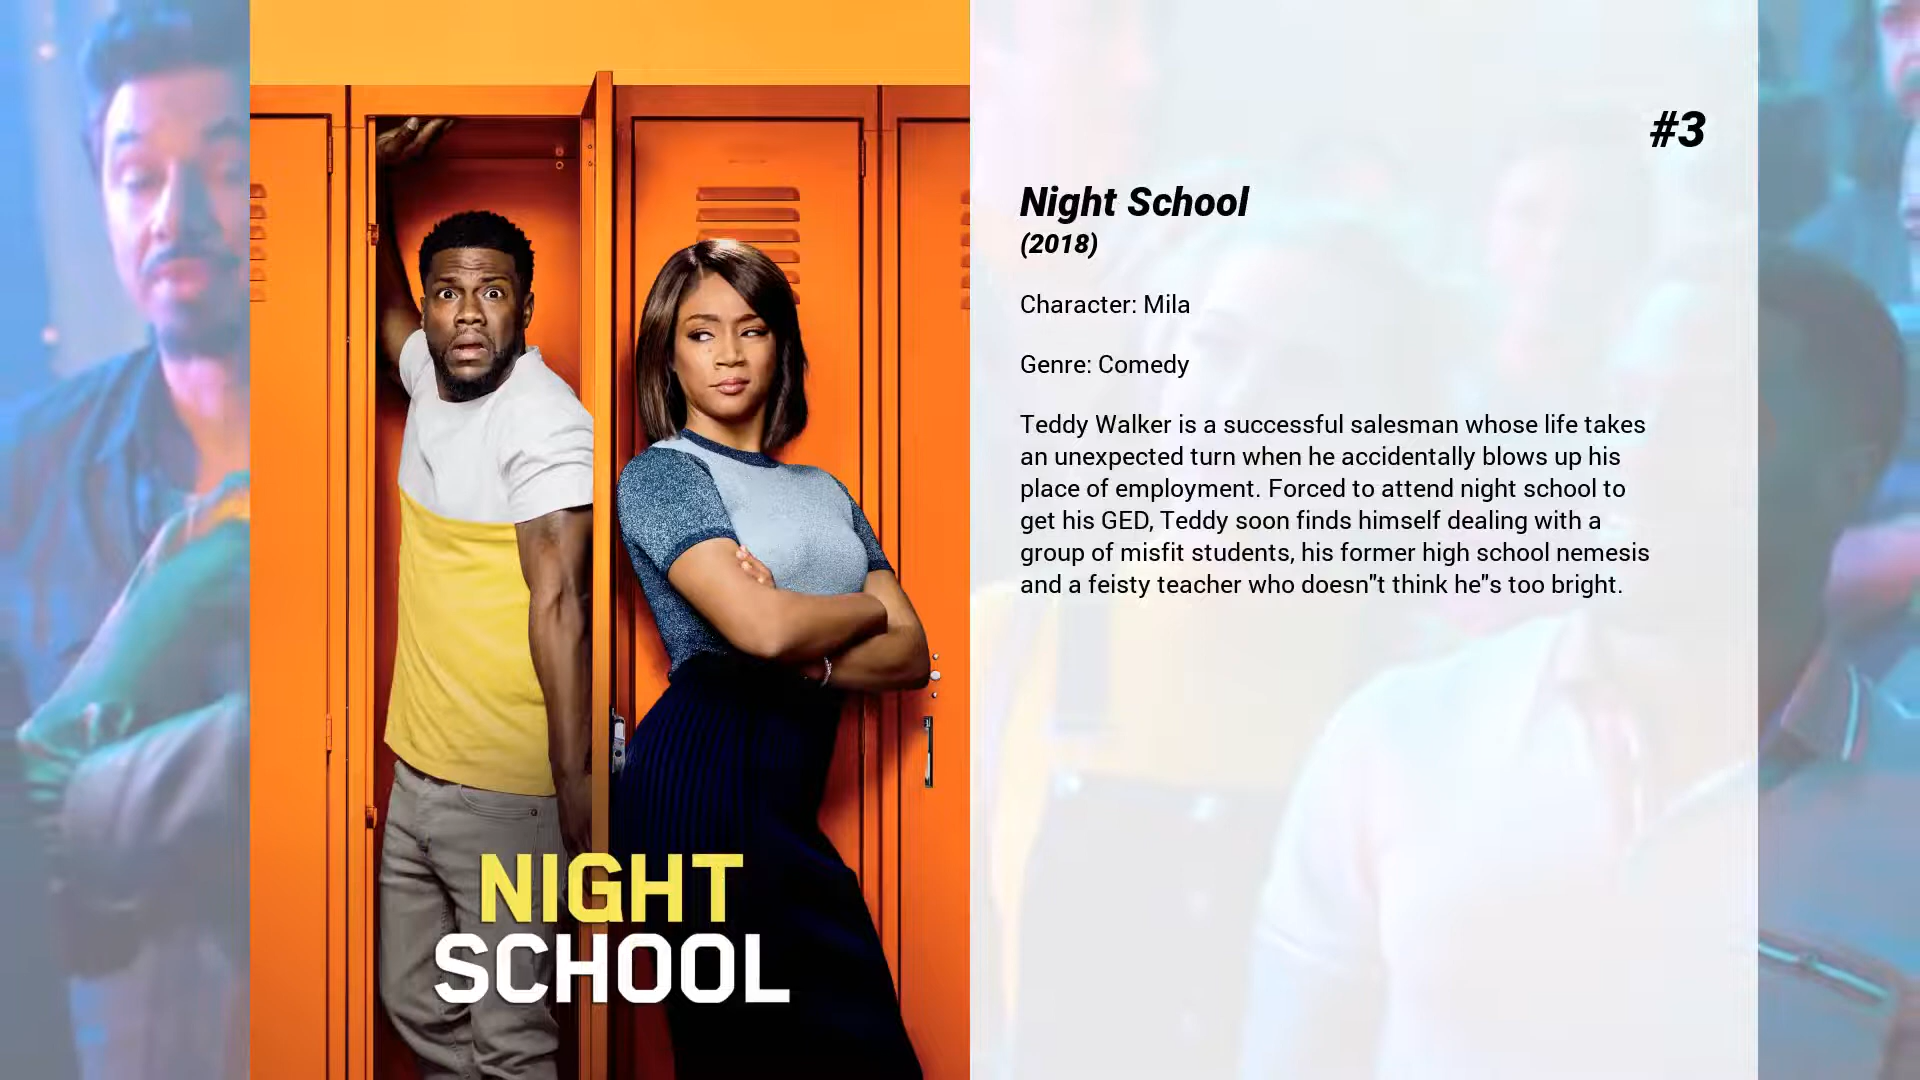 #3
Night School
(2018)
Character: Mila
Genre: Comedy
Teddy Walker is a successful salesman whose life takes
an unexpected turn when he accidentally blows up his
place of employment. Forced to attend night school to
get his GED, Teddy soon finds himself dealing with a
group of misfit students, his former high school nemesis
and a feisty teacher who doesn"t think he"s too bright.
NIGHT
SCHOOL